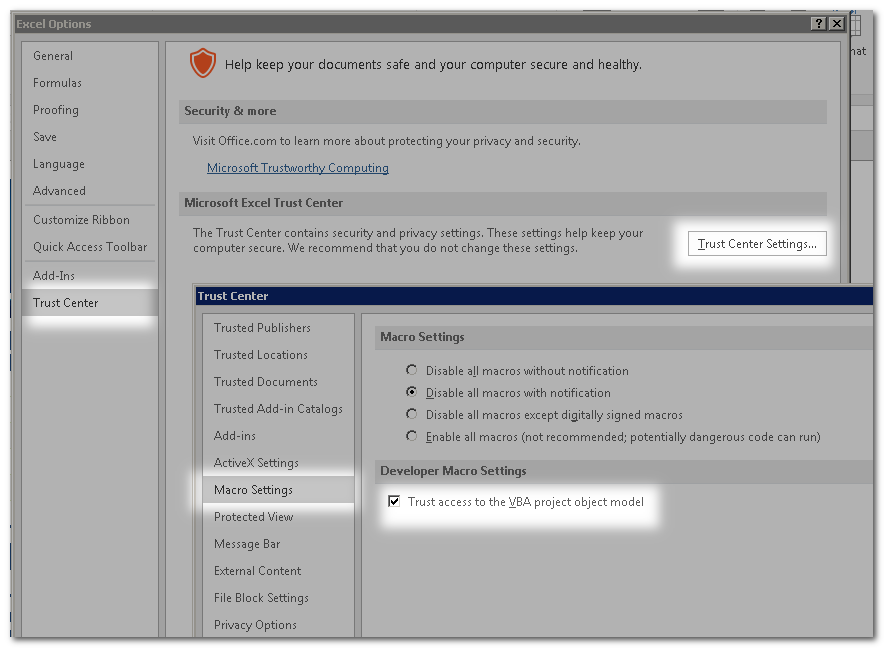 Excel Options
General
Formulas
Proofing
Save
Language
Advanced
Customize Ribbon
Quick Access Toolbar
Add-Ins
Trust Center
Help keep your documents safe and your computer secure and healthy.
Security & more
Visit Office.com to learn more about protecting your privacy and security.
Microsoft Trustworthy Computing
Microsoft Excel Trust Center
The Trust Center contains security and privacy settings. These settings help keep your
computer secure. We recommend that you do not change these settings.
Trust Center Settings...
Trust Center
Trusted Publishers
Trusted Locations
Trusted Documents
Trusted Add-in Catalogs
Add-ins
ActiveX Settings
Macro Settings
Protected View
Message Bar
External Content
File Block Settings
Privacy Options
Macro Settings
Disable all macros without notification
Disable all macros with notification
Disable all macros except digitally signed macros
Enable all macros (not recommended; potentially dangerous code can run)
Developer Macro Settings
Trust access to the VBA project object model